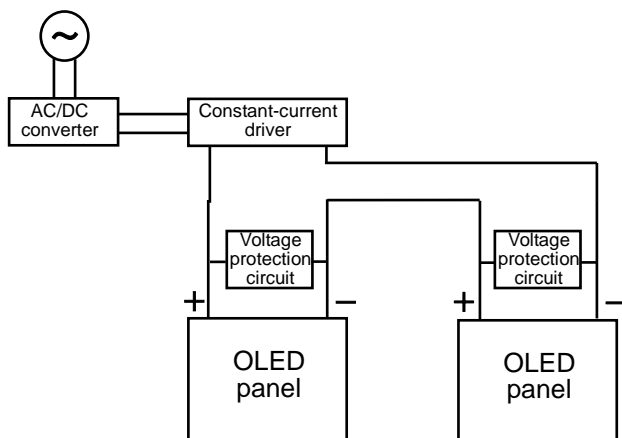 ~
AC/DC
converter
Constant-current
driver
Voltage
protection
circuit
Voltage
protection
circuit
+
−
+
−
OLED
panel
OLED
panel